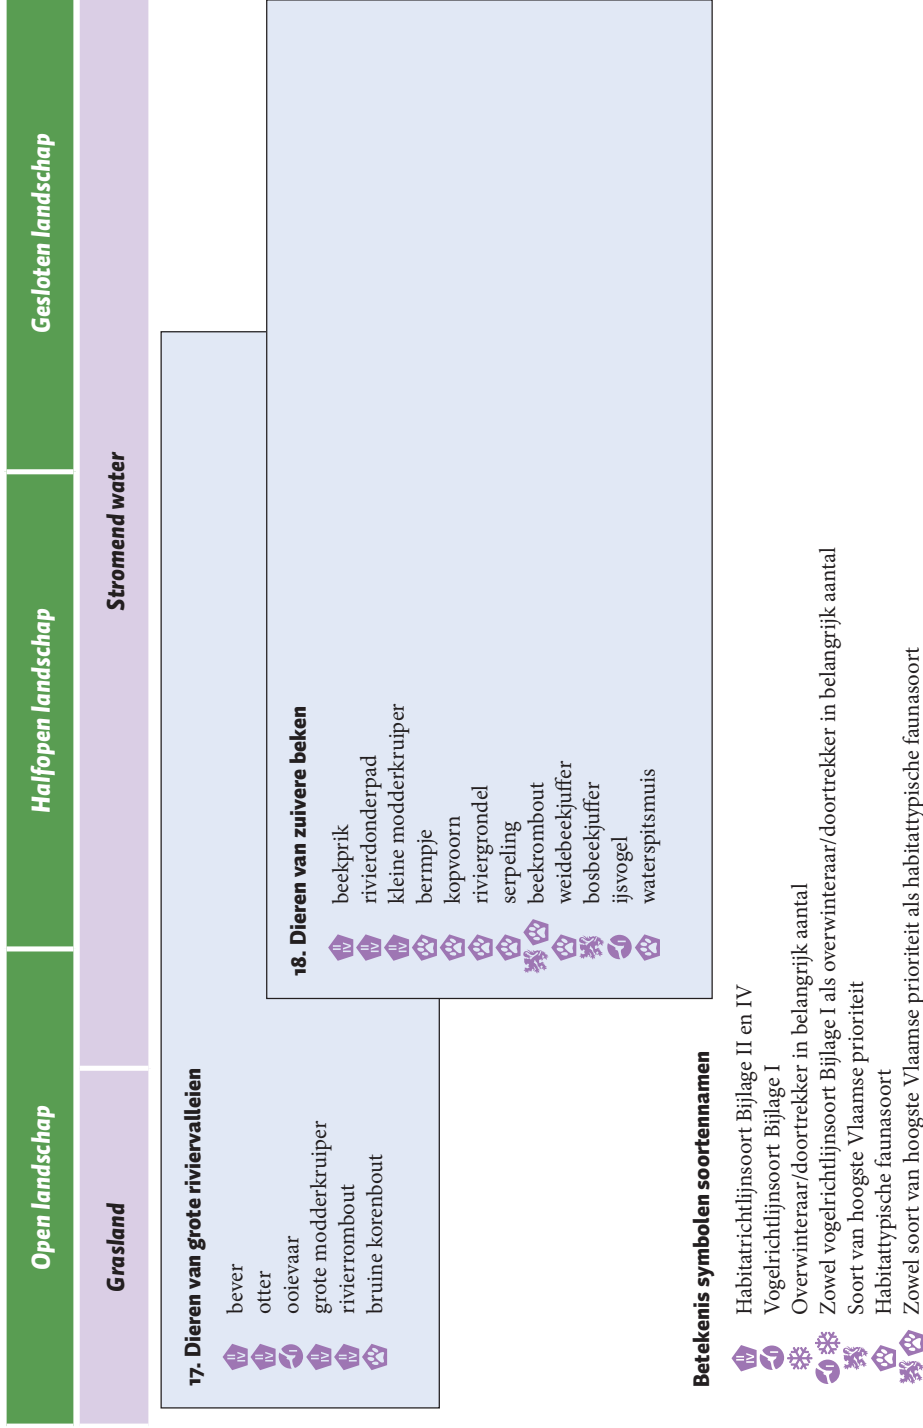 Open landschap
Halfopen landschap
Gesloten landschap
Grasland
Stromend water
17. Dieren van grote riviervalleien
bever
otter
ooievaar
grote modderkruiper
rivierrombout
bruine korenbout
18. Dieren van zuivere beken
beekprik
rivierdonderpad
kleine modderkruiper
bermpje
kopvoorn
riviergrondel
serpeling
beekrombout
weidebeekjuffer
bosbeekjuffer
ijsvogel
waterspitsmuis
Betekenis symbolen soortennamen
Habitatrichtlijnsoort Bijlage II en IV
Vogelrichtlijnsoort Bijlage I
Overwinteraar/doortrekker in belangrijk aantal
Zowel vogelrichtlijnsoort Bijlage I als overwinteraar/doortrekker in belangrijk aantal
Soort van hoogste Vlaamse prioriteit
Habitattypische faunasoort
Zowel soort van hoogste Vlaamse prioriteit als habitattypische faunasoort